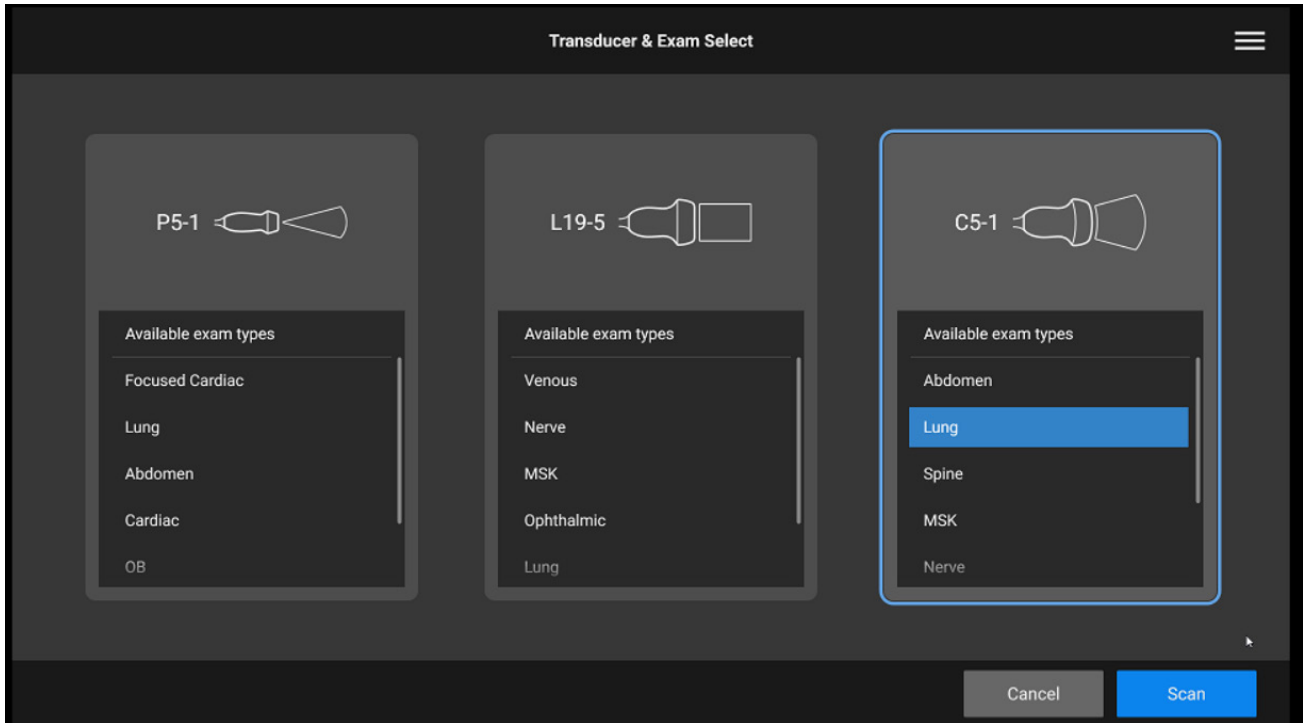 Transducer & Exam Select
P5-1
Available exam types
Focused Cardiac
Lung
Abdomen
Cardiac
OB
L19-5
Available exam types
Venous
Nerve
MSK
Ophthalmic
Lung
C5-1
Available exam types
Abdomen
Lung
Spine
MSK
Nerve
Cancel
Scan